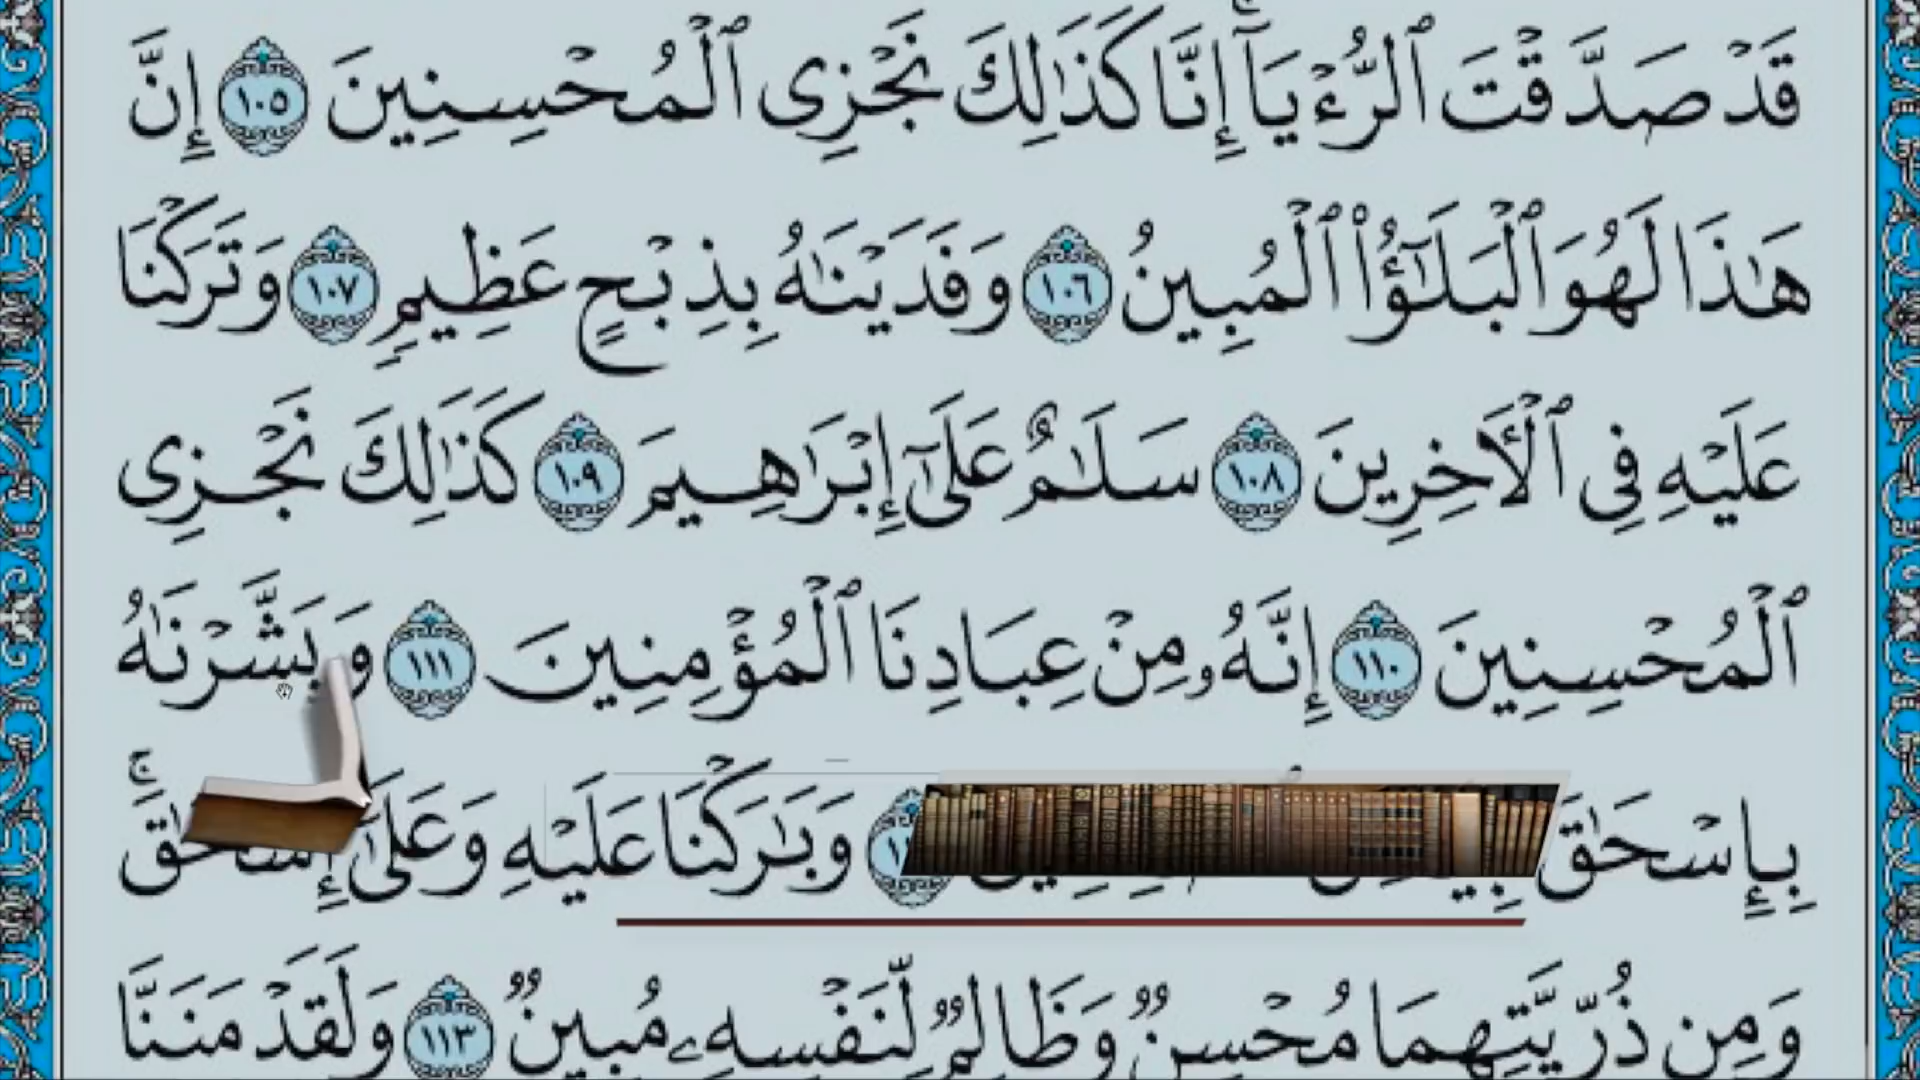 قَدْ صَدَّقْتَ ٱلرُّءْيَآۚ إِنَّا كَذَٰلِكَ نَجْزِى ٱلْمُحْسِنِينَ ١٠٥ إِنَّ
هَٰذَا لَهُوَ ٱلْبَلَٰٓؤُا۟ ٱلْمُبِينُ ١٠٦ وَفَدَيْنَٰهُ بِذِبْحٍ عَظِيمٍ ١٠٧ وَتَرَكْنَا
عَلَيْهِ فِى ٱلْأَخِرِينَ ١٠٨ سَلَٰمٌ عَلَىٰٓ إِبْرَٰهِيمَ ١٠٩ كَذَٰلِكَ نَجْزِى
ٱلْمُحْسِنِينَ ١١٠ إِنَّهُۥ مِنْ عِبَادِنَا ٱلْمُؤْمِنِينَ ١١١ وَبَشَّرْنَٰهُ
بِإِسْحَٰقَ وَبَٰرَكْنَا عَلَيْهِ وَعَلَىٰٓ إِسْحَٰقَۚ
وَمِن ذُرِّيَّتِهِمَا مُحْسِنٌ وَظَالِمٌ لِّنَفْسِهِۦ مُبِينٌ ١١٣ وَلَقَدْ مَنَنَّا